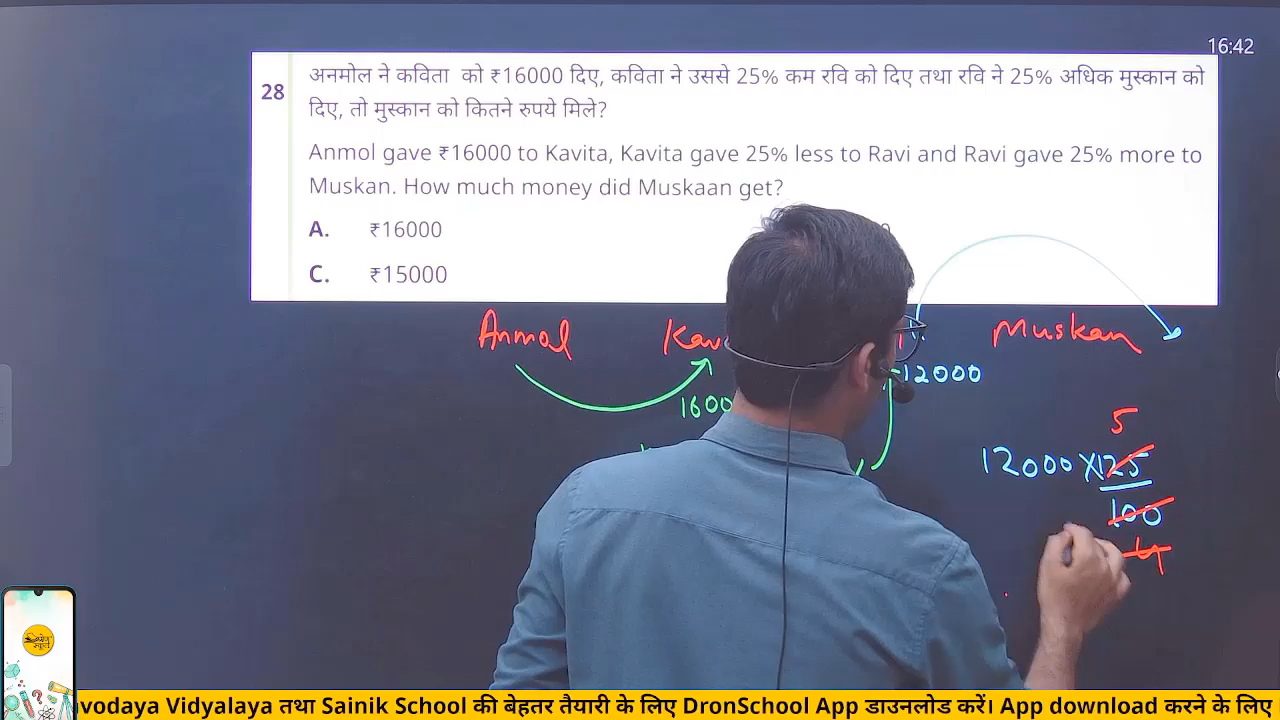 16:42
28
अनमोल ने कविता को ₹16000 दिए, कविता ने उससे 25% कम रवि को दिए तथा रवि ने 25% अधिक मुस्कान को
दिए, तो मुस्कान को कितने रुपये मिले?
Anmol gave ₹16000 to Kavita, Kavita gave 25% less to Ravi and Ravi gave 25% more to
Muskan. How much money did Muskaan get?
A. ₹16000
C. ₹15000
Anmol Muskan
12000
5
12000 × 125
100
4
Vidyalaya तथा Sainik School की बेहतर तैयारी के लिए DronSchool App डाउनलोड करें। App download करने के लिए